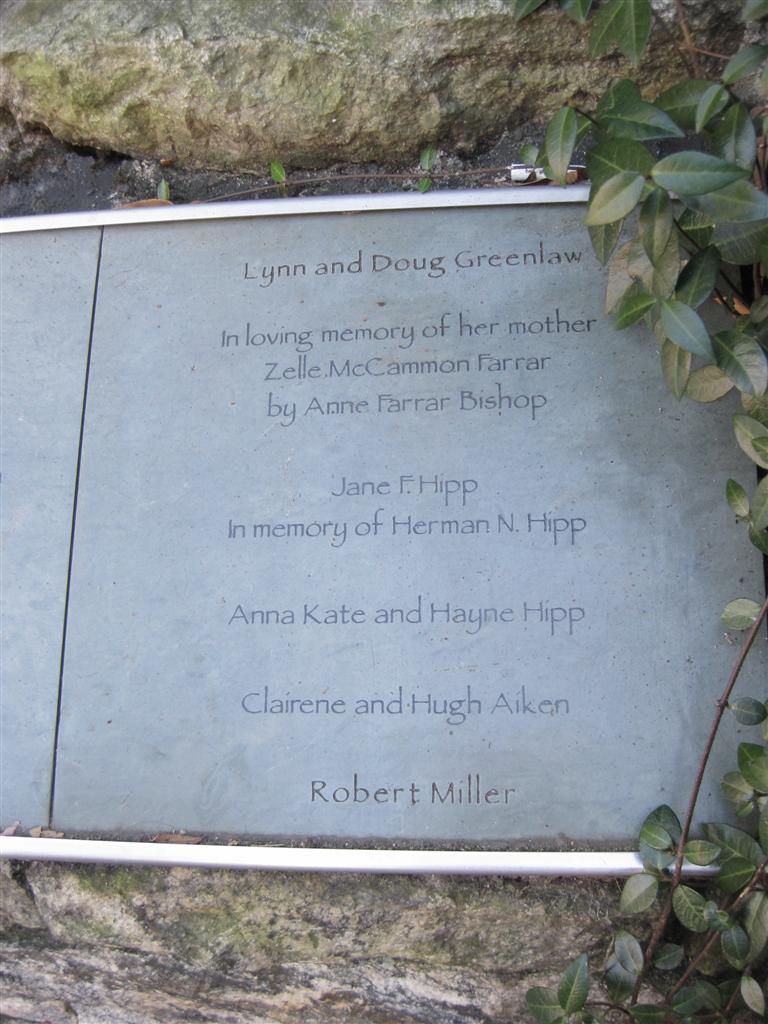 Lynn and Doug Greenlaw
In loving memory of her mother
Zelle McCammon Farrar
by Anne Farrar Bishop
Jane F. Hipp
In memory of Herman N. Hipp
Anna Kate and Hayne Hipp
Clairene and Hugh Aiken
Robert Miller